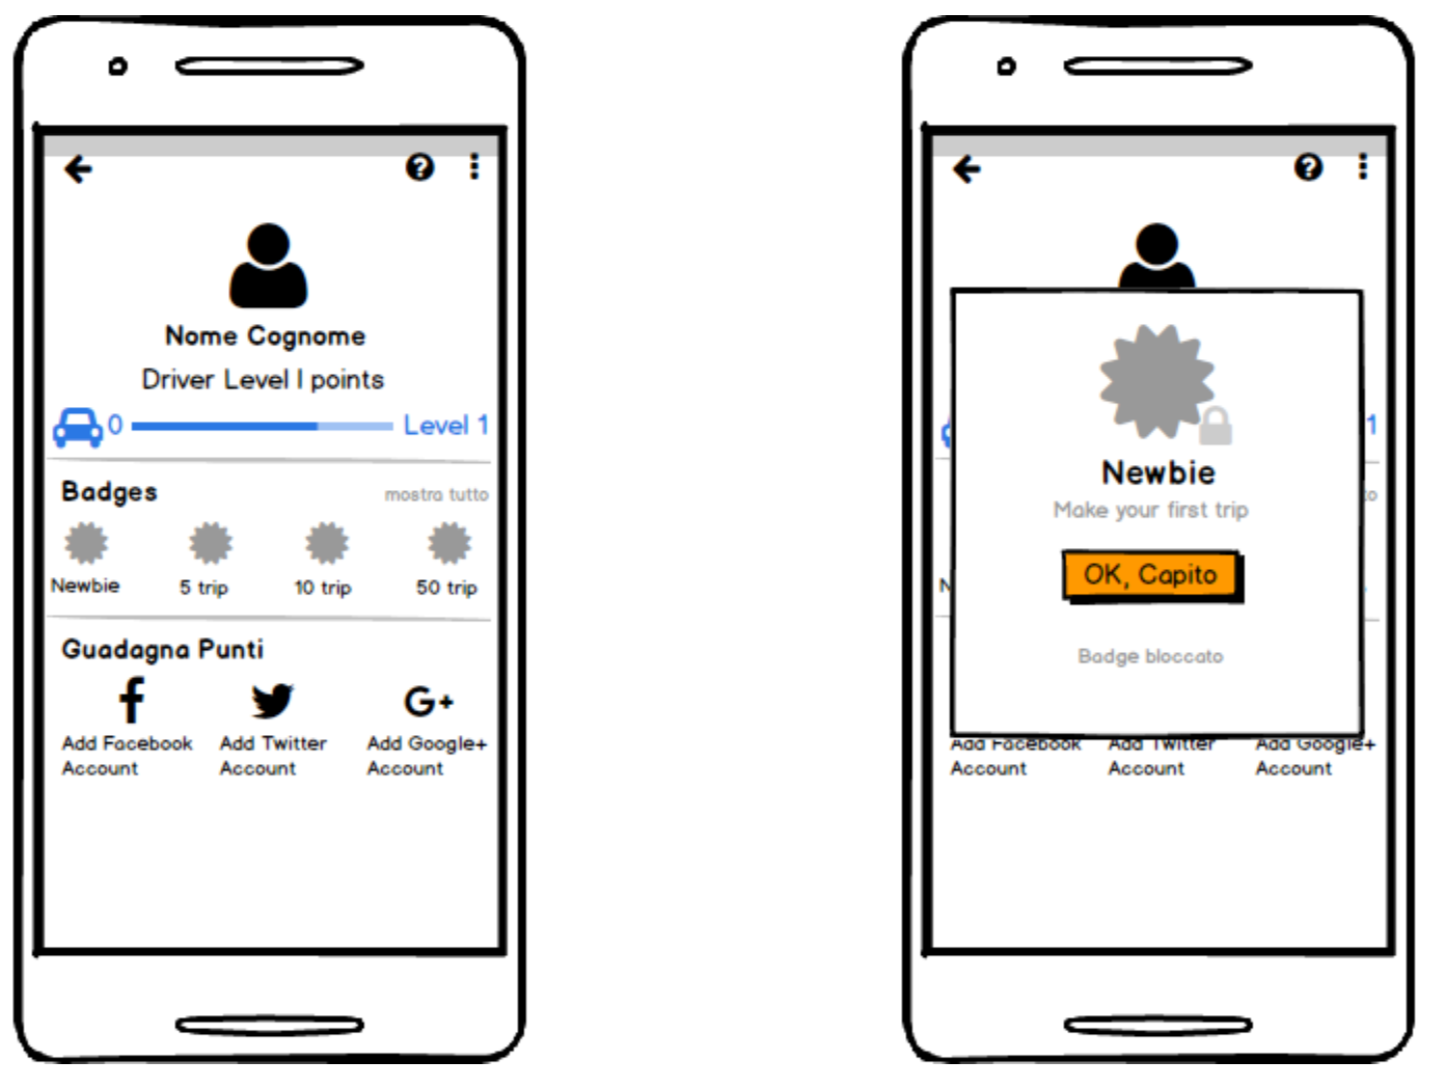 Nome Cognome
Driver Level | points
0 Level 1
Badges mostra tutto
Newbie 5 trip 10 trip 50 trip
Guadagna Punti
G+
Add Facebook Account
Add Twitter Account
Add Google+ Account
1
Newbie
Make your first trip
OK, Capito
Badge bloccato
Add Facebook Account
Add Twitter Account
Add Google+ Account